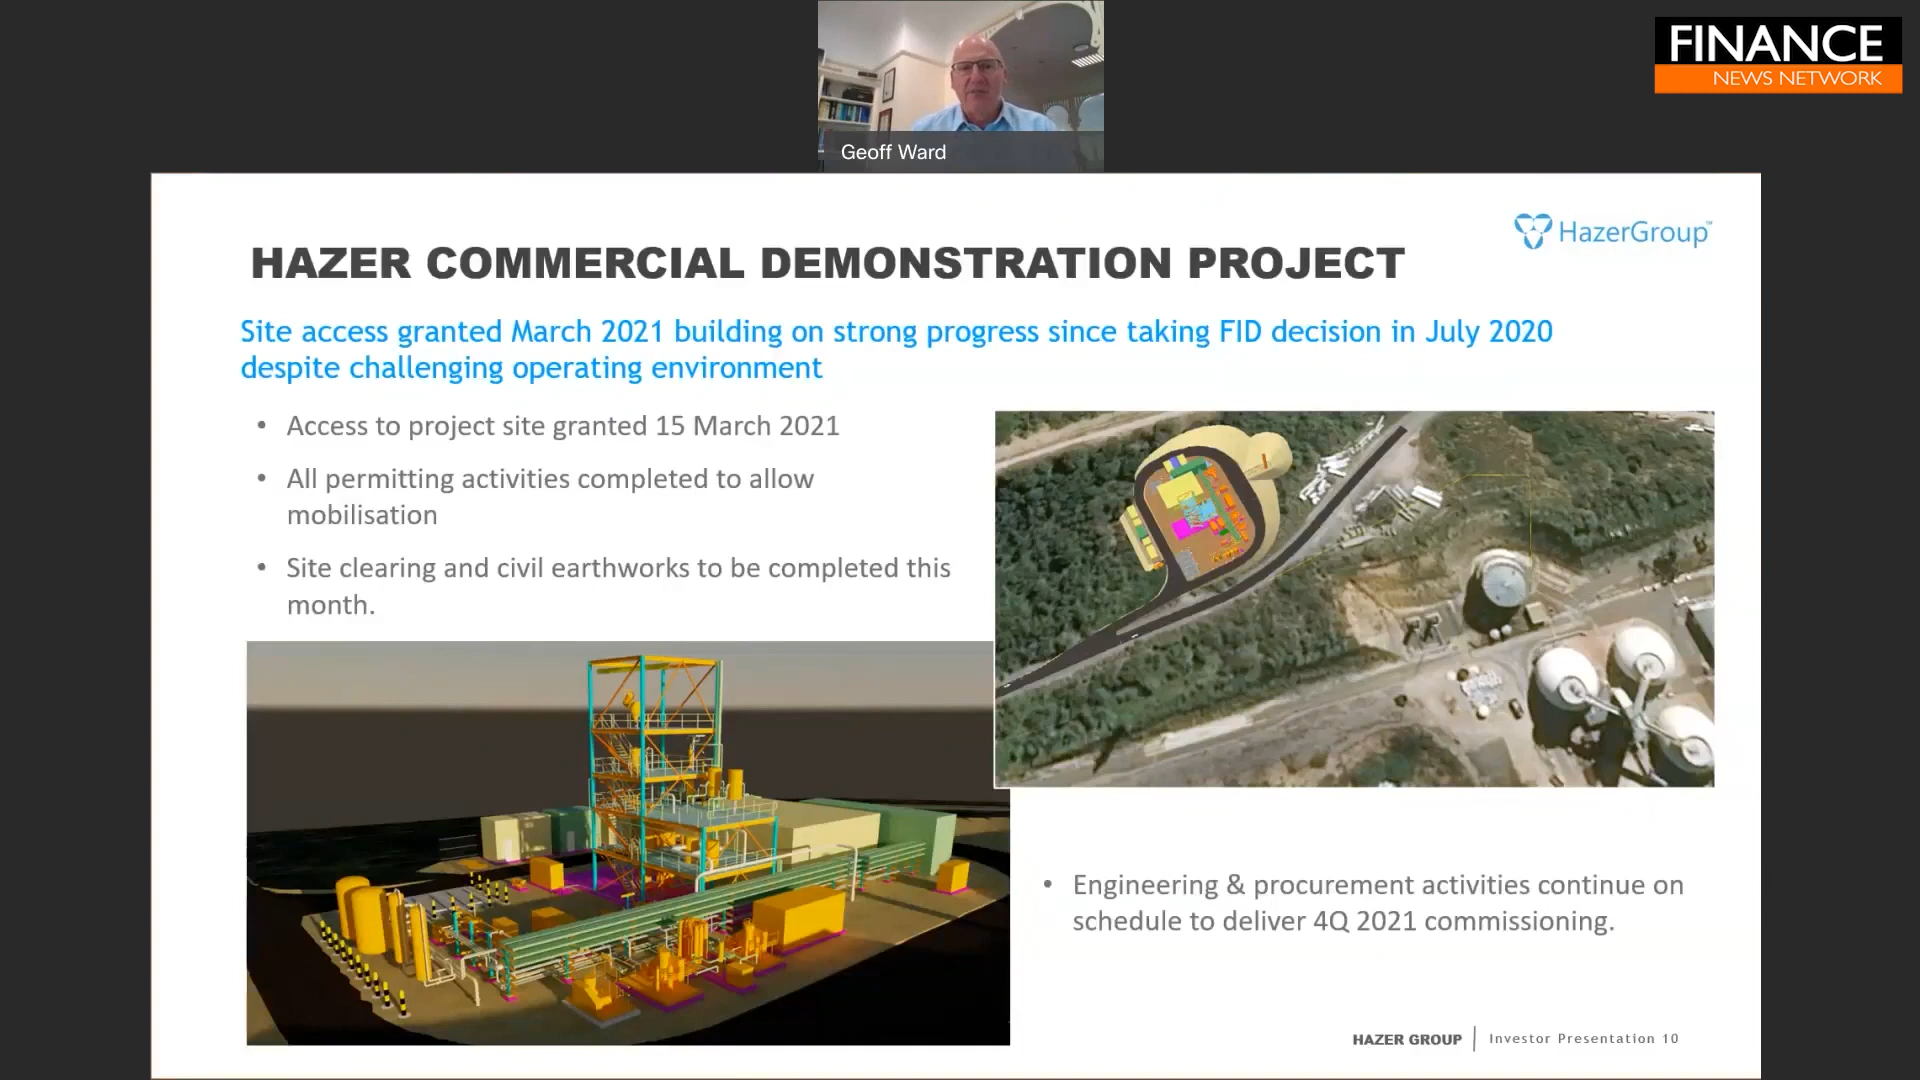 FINANCE
NEWS NETWORK
Geoff Ward
HazerGroup™
HAZER COMMERCIAL DEMONSTRATION PROJECT
Site access granted March 2021 building on strong progress since taking FID decision in July 2020
despite challenging operating environment
• Access to project site granted 15 March 2021
• All permitting activities completed to allow
mobilisation
• Site clearing and civil earthworks to be completed this
month.
• Engineering & procurement activities continue on
schedule to deliver 4Q 2021 commissioning.
HAZER GROUP | Investor Presentation 10